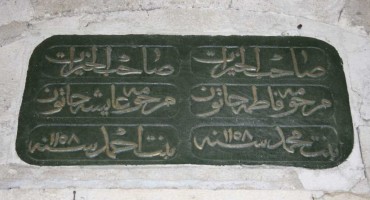 صاحب الخيرات
مرحومه فاطمه خاتون
بنت محمد سنه ١١٥٨
صاحب الخيرات
مرحومه عايشه خاتون
بنت احمد سنه ١١٥٨